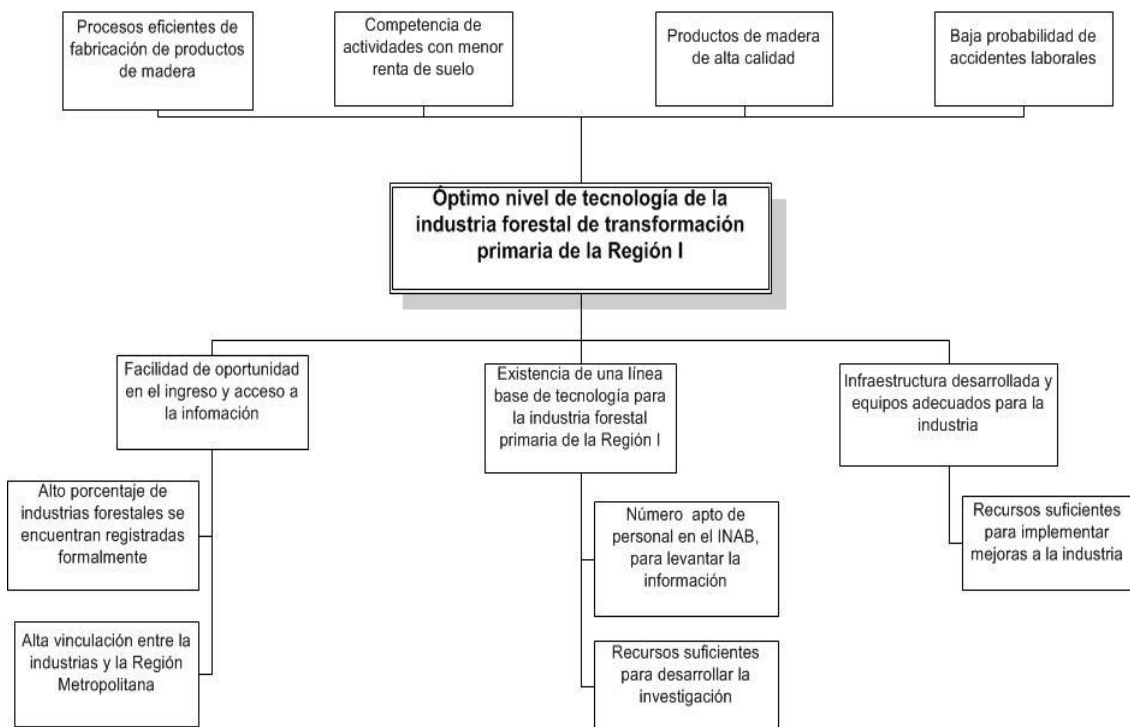 Procesos eficientes de
fabricación de productos
de madera
Competencia de
actividades con menor
renta de suelo
Productos de madera
de alta calidad
Baja probabilidad de
accidentes laborales
Óptimo nivel de tecnología de la
industria forestal de transformación
primaria de la Región I
Facilidad de oportunidad
en el ingreso y acceso a
la infomación
Existencia de una línea
base de tecnología para
la industria forestal
primaria de la Región I
Infraestructura desarrollada y
equipos adecuados para la
industria
Alto porcentaje de
industrias forestales se
encuentran registradas
formalmente
Alta vinculación entre la
industrias y la Región
Metropolitana
Número apto de
personal en el INAB,
para levantar la
información
Recursos suficientes
para desarrollar la
investigación
Recursos suficientes
para implementar
mejoras a la industria